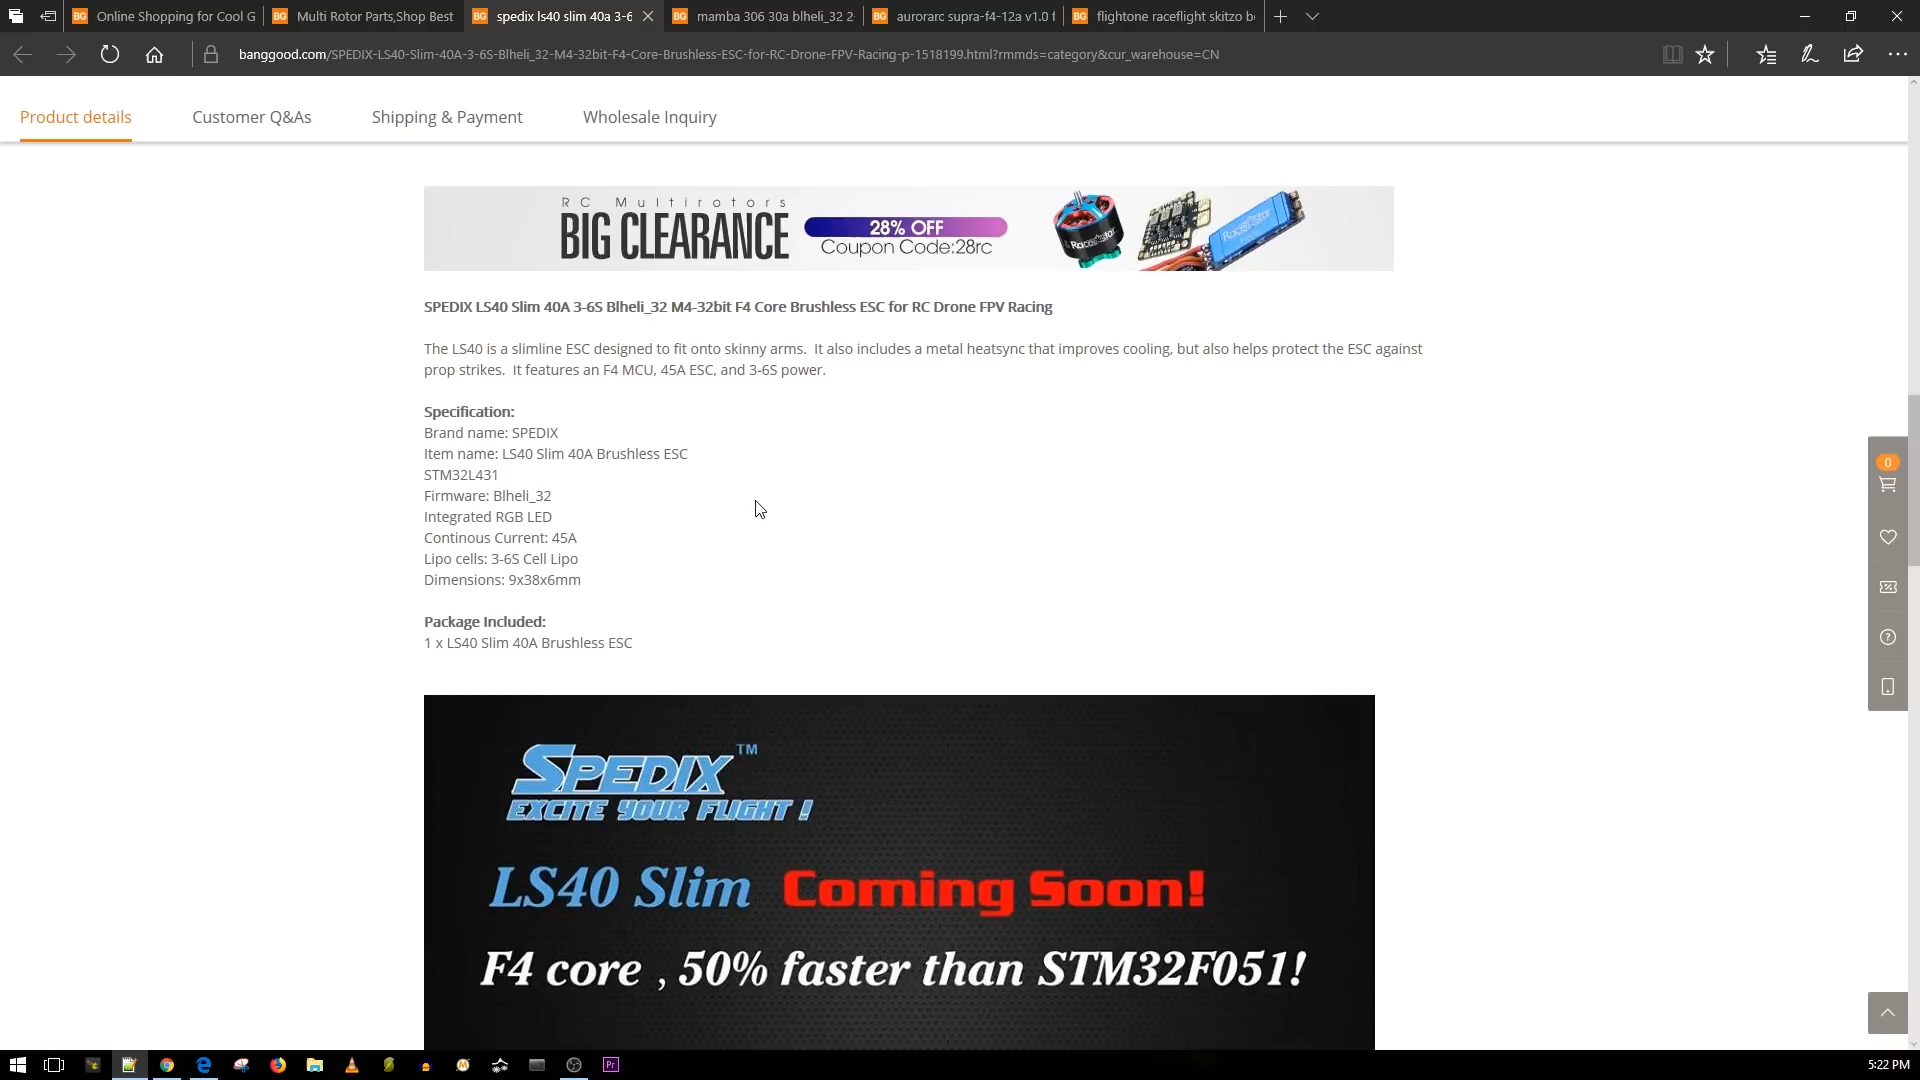 Online Shopping for Cool G
Multi Rotor Parts,Shop Best
spedix ls40 slim 40a 3-6
mamba 306 30a blheli_32 2
aurorarc supra-f4-12a v1.0 f
flightone raceflight skitzo b
banggood.com/SPEDIX-LS40-Slim-40A-3-6S-Blheli_32-M4-32bit-F4-Core-Brushless-ESC-for-RC-Drone-FPV-Racing-p-1518199.html?rmmds=category&cur_warehouse=CN
Product details
Customer Q&As
Shipping & Payment
Wholesale Inquiry
RC Multirotors
BIG CLEARANCE
28% OFF
Coupon Code:28rc
SPEDIX LS40 Slim 40A 3-6S Blheli_32 M4-32bit F4 Core Brushless ESC for RC Drone FPV Racing
The LS40 is a slimline ESC designed to fit onto skinny arms. It also includes a metal heatsync that improves cooling, but also helps protect the ESC against
prop strikes. It features an F4 MCU, 45A ESC, and 3-6S power.
Specification:
Brand name: SPEDIX
Item name: LS40 Slim 40A Brushless ESC
STM32L431
Firmware: Blheli_32
Integrated RGB LED
Continous Current: 45A
Lipo cells: 3-6S Cell Lipo
Dimensions: 9x38x6mm
Package Included:
1 x LS40 Slim 40A Brushless ESC
0
SPEDIX™
EXCITE YOUR FLIGHT !
LS40 Slim Coming Soon!
F4 core , 50% faster than STM32F051!
5:22 PM